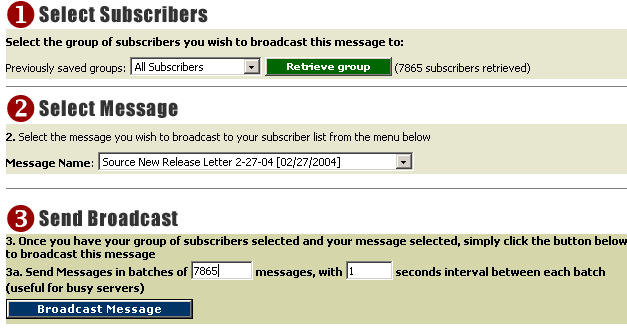 1 Select Subscribers
Select the group of subscribers you wish to broadcast this message to:
Previously saved groups: All Subscribers Retrieve group (7865 subscribers retrieved)
2 Select Message
2. Select the message you wish to broadcast to your subscriber list from the menu below
Message Name: Source New Release Letter 2-27-04 [02/27/2004]
3 Send Broadcast
3. Once you have your group of subscribers selected and your message selected, simply click the button below
to broadcast this message
3a. Send Messages in batches of 7865 messages, with 1 seconds interval between each batch
(useful for busy servers)
Broadcast Message